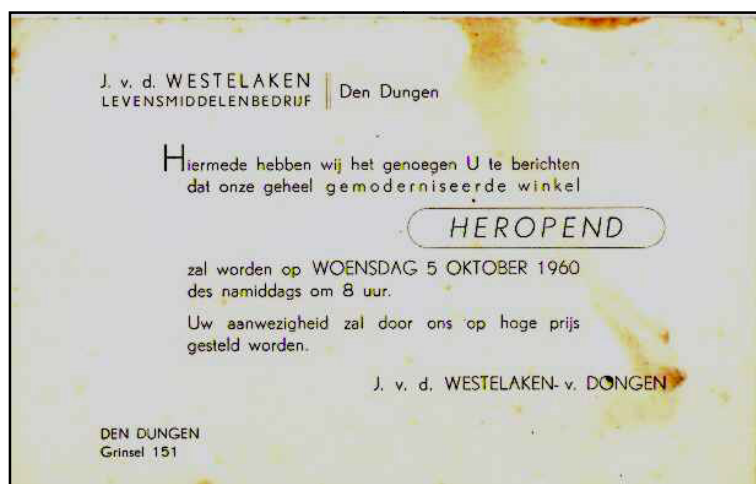 J. v. d. WESTELAKEN
LEVENSMIDDELENBEDRIJF
Den Dungen
Hiermede hebben wij het genoegen U te berichten
dat onze geheel gemoderniseerde winkel
HEROPEND
zal worden op WOENSDAG 5 OKTOBER 1960
des namiddags om 8 uur.
Uw aanwezigheid zal door ons op hoge prijs
gesteld worden.
J. v. d. WESTELAKEN- v. DONGEN
DEN DUNGEN
Grinsel 151